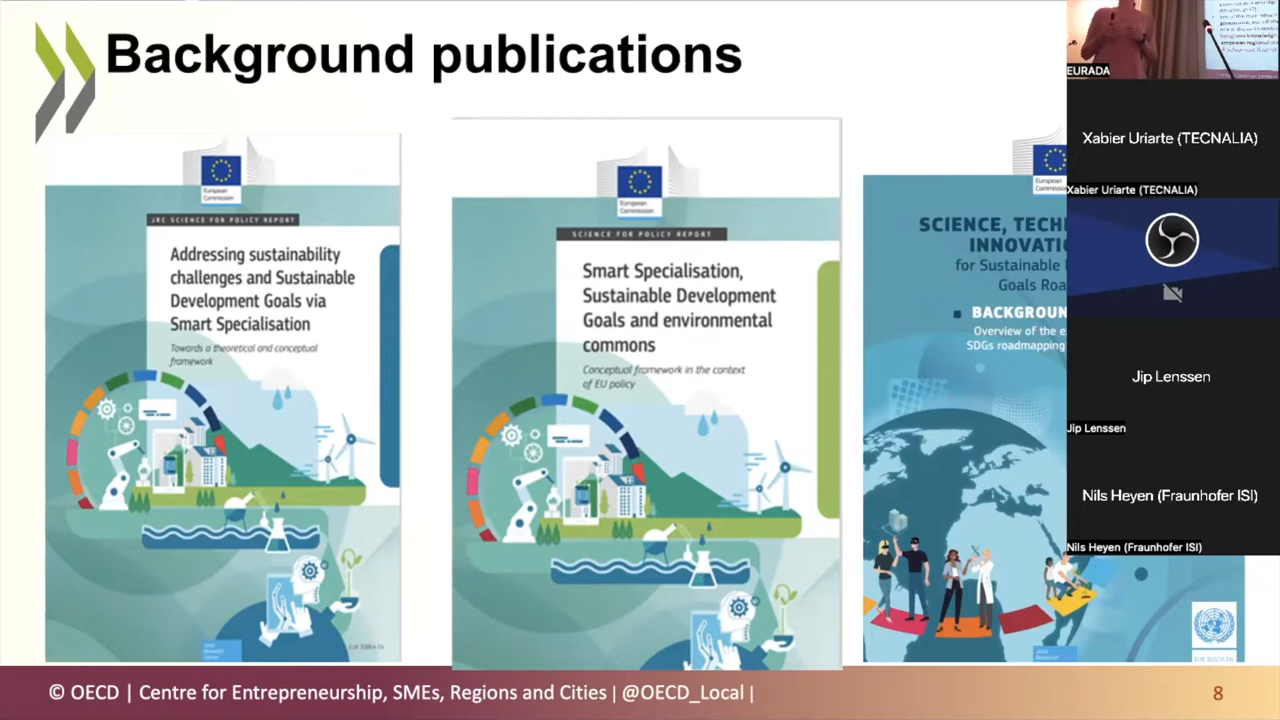 Background publications
European
Commission
JRC SCIENCE FOR POLICY REPORT
Addressing sustainability
challenges and Sustainable
Development Goals via
Smart Specialisation
Towards a theoretical and conceptual
framework
European
Commission
SCIENCE FOR POLICY REPORT
Smart Specialisation,
Sustainable Development
Goals and environmental
commons
Conceptual framework in the context
of EU policy
SCIENCE, TECH
INNOVATI
for Sustainable
Goals Roa
BACKGROUN
Overview of the e
SDGs roadmapping
EURADA
Xabier Uriarte (TECNALIA)
Xabier Uriarte (TECNALIA)
Jip Lenssen
Jip Lenssen
Nils Heyen (Fraunhofer ISI)
Nils Heyen (Fraunhofer ISI)
© OECD | Centre for Entrepreneurship, SMEs, Regions and Cities | @OECD_Local |
8